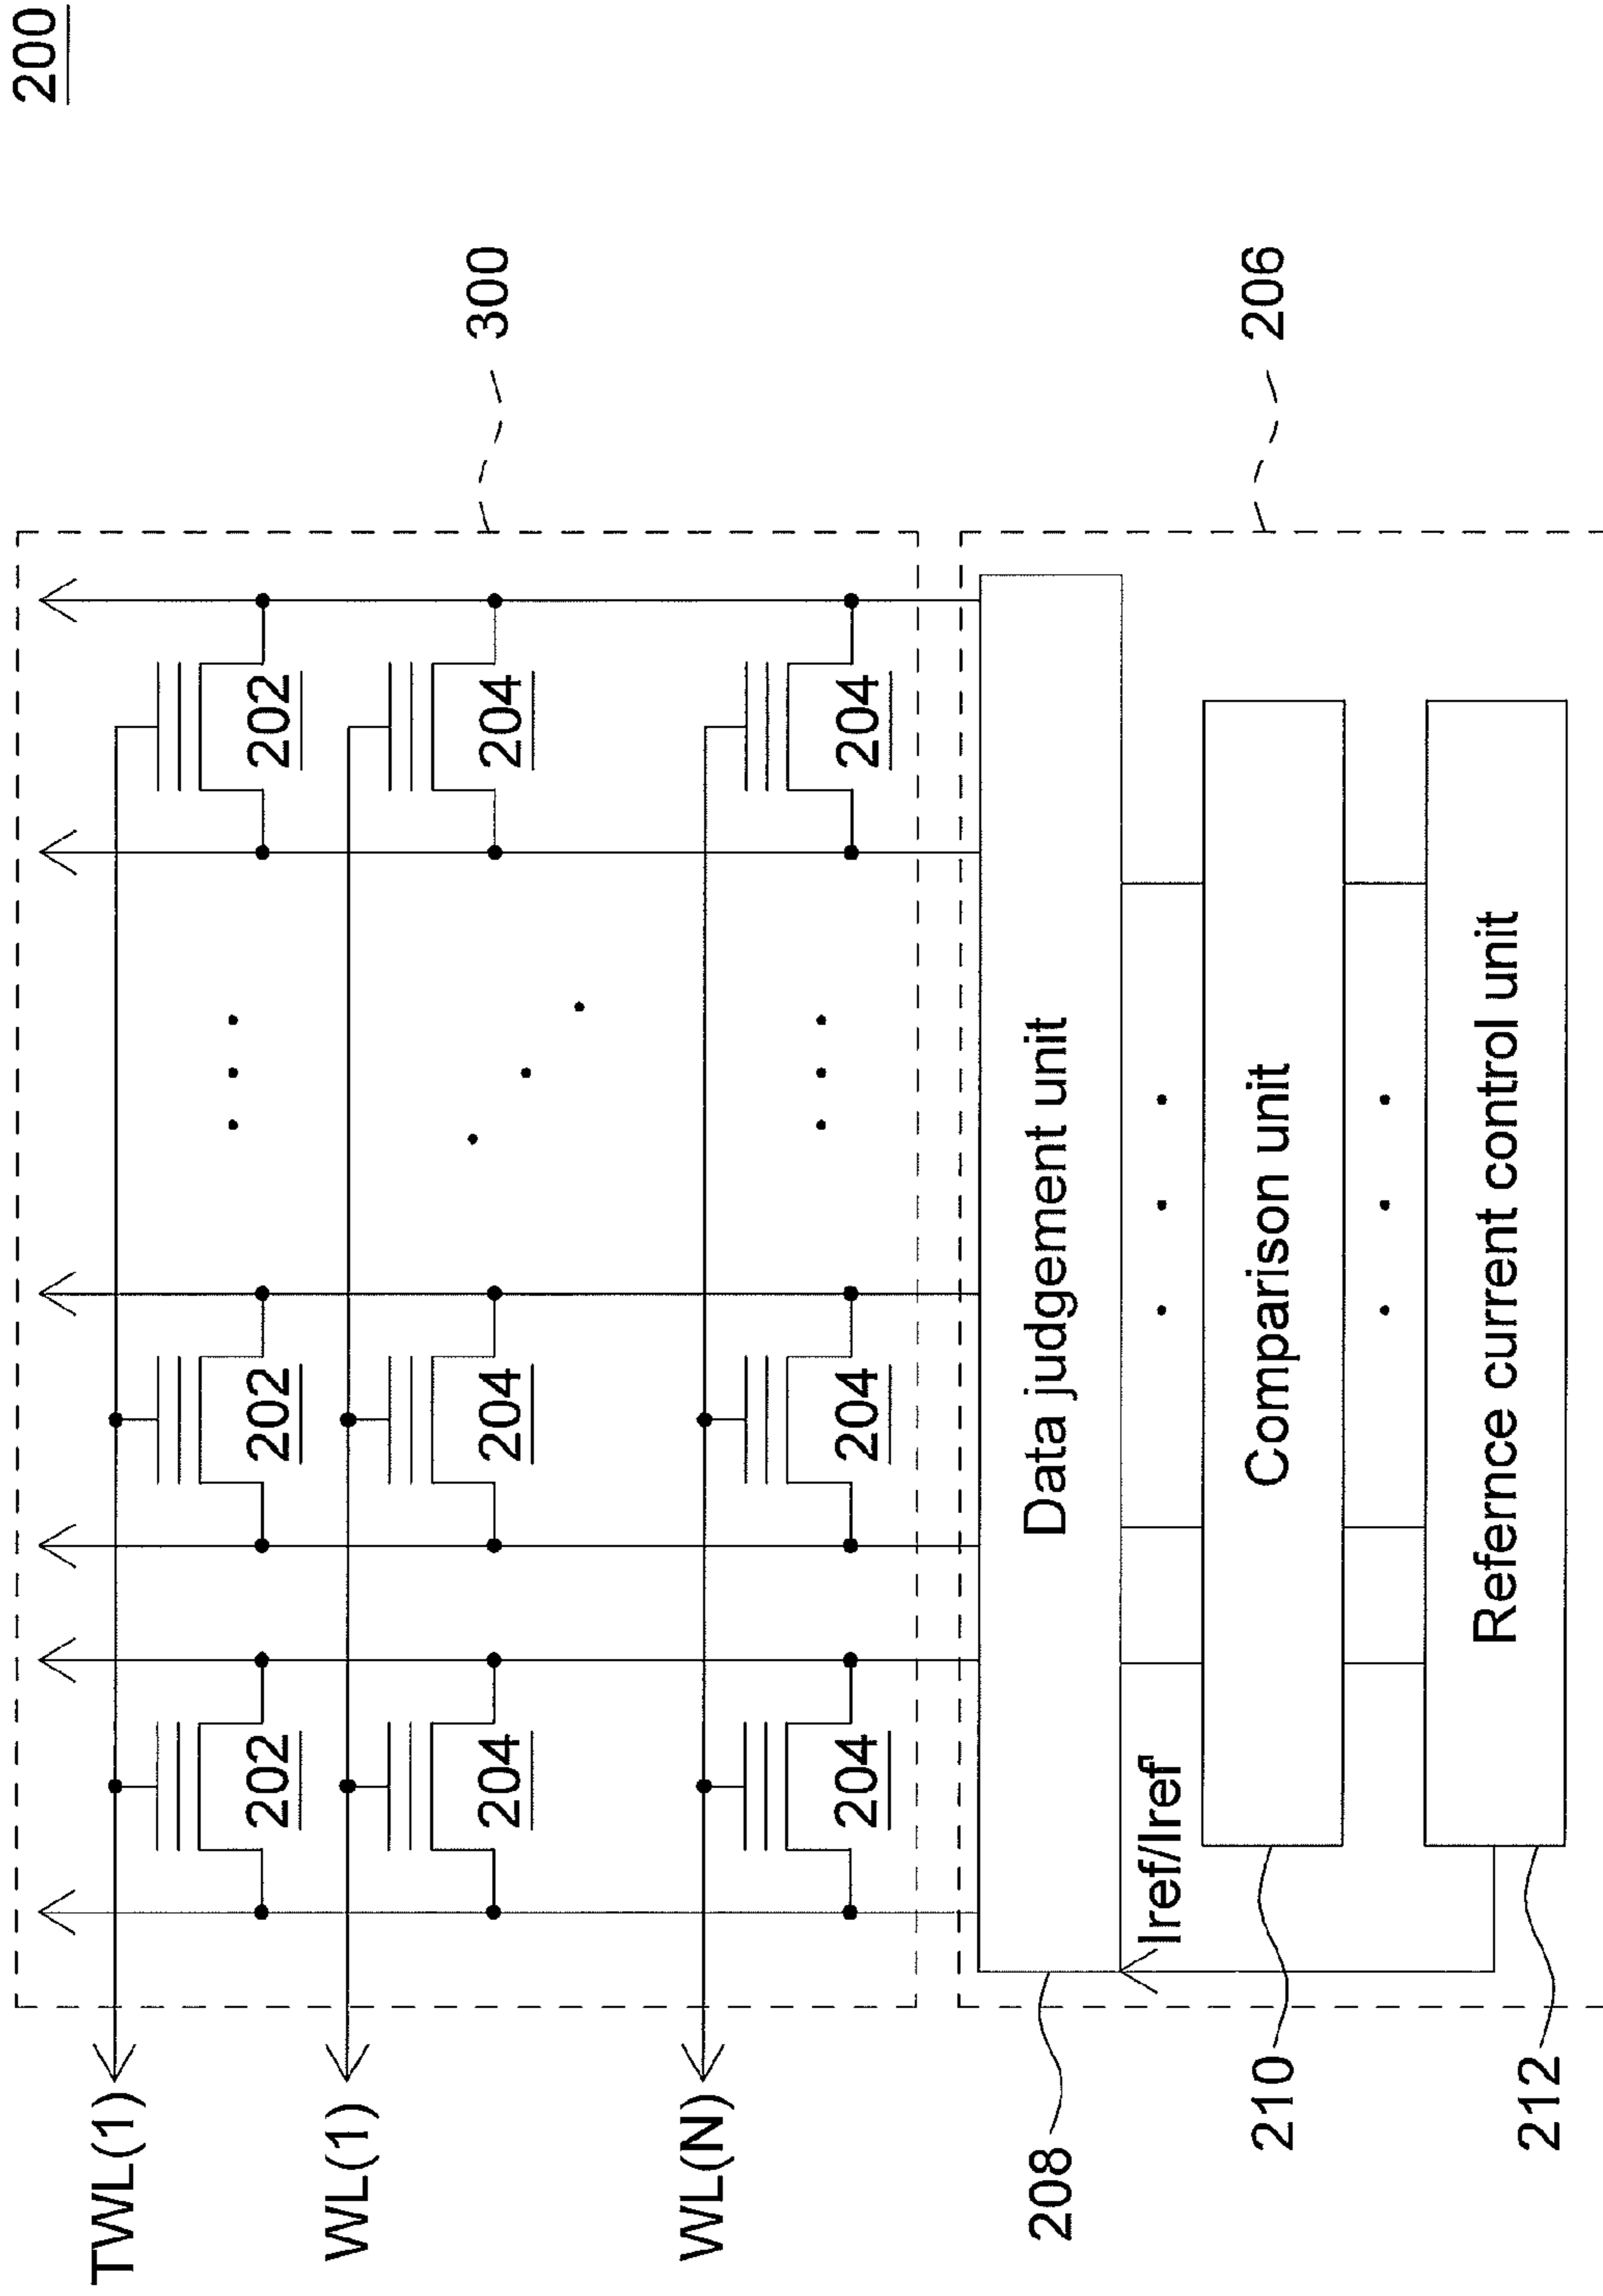 200
TWL(1)
202
202
202
WL(1)
204
204
204
300
WL(N)
204
204
204
208
Data judgement unit
Iref/Iref'
210
Comparison unit
206
212
Refernce current control unit